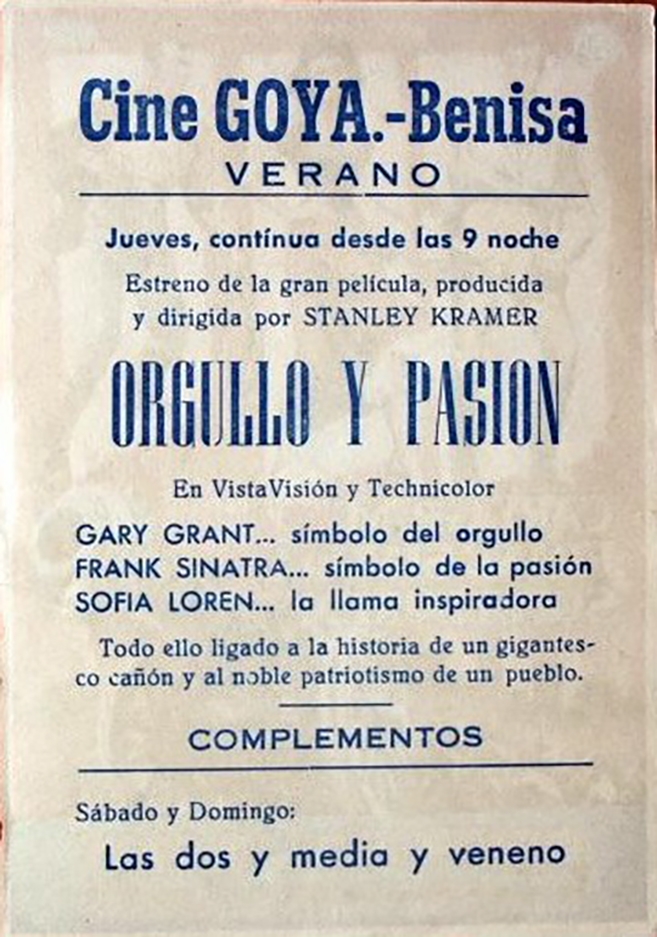 Cine GOYA.-Benisa
VERANO
Jueves, contínua desde las 9 noche
Estreno de la gran película, producida
y dirigida por STANLEY KRAMER
ORGULLO Y PASION
En VistaVisión y Technicolor
GARY GRANT... símbolo del orgullo
FRANK SINATRA... símbolo de la pasión
SOFIA LOREN... la llama inspiradora
Todo ello ligado a la historia de un gigantes-
co cañón y al noble patriotismo de un pueblo.
COMPLEMENTOS
Sábado y Domingo:
Las dos y media y veneno